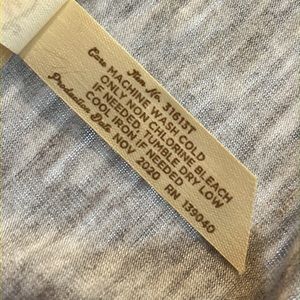 Item No. 31613T
Care MACHINE WASH COLD
ONLY NON CHLORINE BLEACH
IF NEEDED. TUMBLE DRY LOW
COOL IRON IF NEEDED
Production Date NOV. 2020 RN 139040